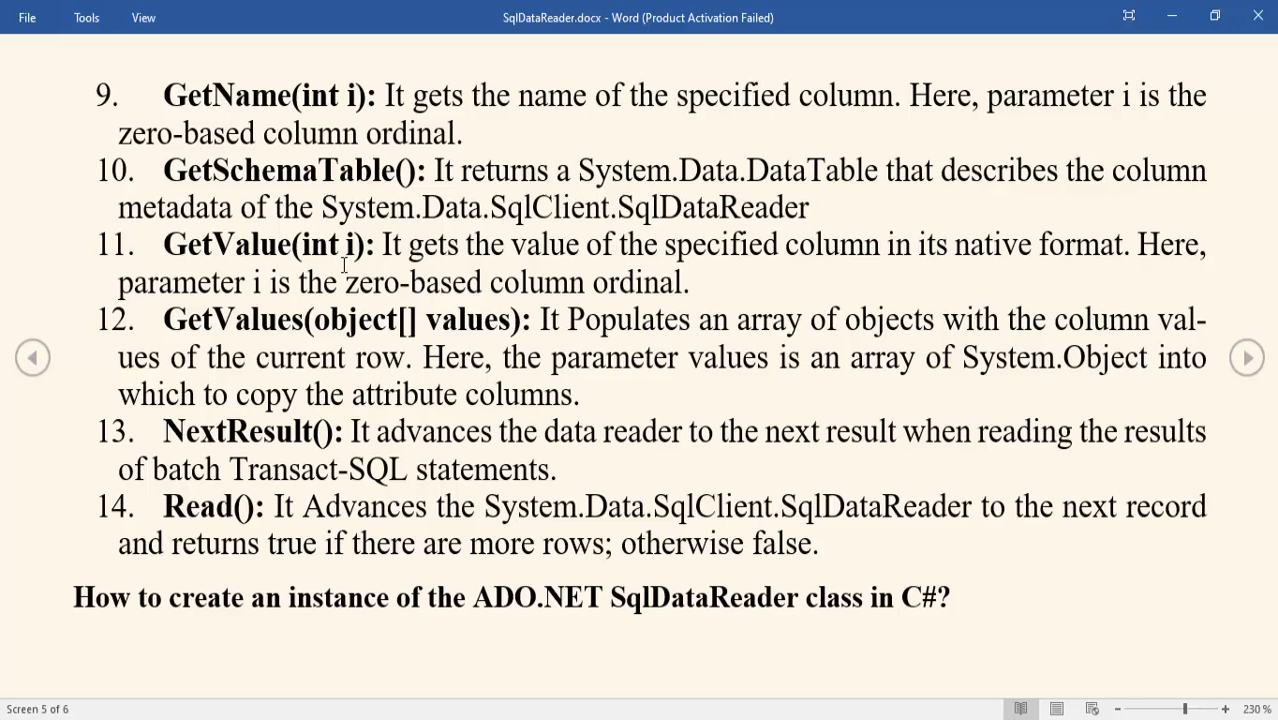 File Tools View SqlDataReader.docx - Word (Product Activation Failed)
9. GetName(int i): It gets the name of the specified column. Here, parameter i is the
zero-based column ordinal.
10. GetSchemaTable(): It returns a System.Data.DataTable that describes the column
metadata of the System.Data.SqlClient.SqlDataReader
11. GetValue(int i): It gets the value of the specified column in its native format. Here,
parameter i is the zero-based column ordinal.
12. GetValues(object[] values): It Populates an array of objects with the column val-
ues of the current row. Here, the parameter values is an array of System.Object into
which to copy the attribute columns.
13. NextResult(): It advances the data reader to the next result when reading the results
of batch Transact-SQL statements.
14. Read(): It Advances the System.Data.SqlClient.SqlDataReader to the next record
and returns true if there are more rows; otherwise false.
How to create an instance of the ADO.NET SqlDataReader class in C#?
Screen 5 of 6 230 %